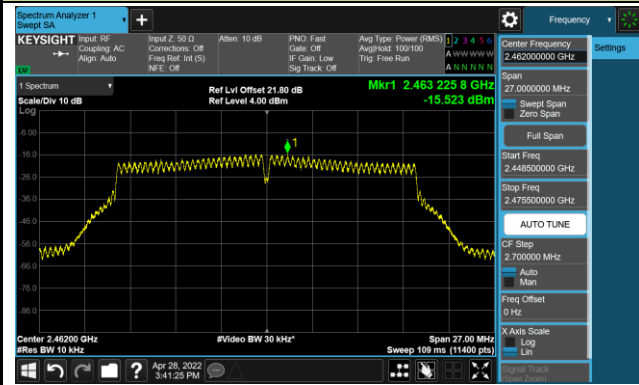 Spectrum Analyzer 1
Swept SA
+
Frequency
KEYSIGHT Input: RF Input Z: 50 Ω Atten: 10 dB PNO: Fast Avg Type: Power (RMS) 1 2 3 4 5 6
Coupling: AC Corrections: Off Gate: Off Avg|Hold: 100/100 A W W W W W
Align: Auto Freq Ref: Int (S) IF Gain: Low Trig: Free Run
NFE: Off Sig Track: Off A N N N N N
1 Spectrum
Scale/Div 10 dB
Log
Ref Lvl Offset 21.80 dB
Ref Level 4.00 dBm
Mkr1 2.463 225 8 GHz
-15.523 dBm
1
-6.00
-16.0
-26.0
-36.0
-46.0
-56.0
-66.0
-76.0
-86.0
Center 2.46200 GHz #Video BW 30 kHz* Span 27.00 MHz
#Res BW 10 kHz Sweep 109 ms (11400 pts)
Center Frequency
2.462000000 GHz
Settings
Span
27.0000000 MHz
Swept Span
Zero Span
Full Span
Start Freq
2.448500000 GHz
Stop Freq
2.475500000 GHz
AUTO TUNE
CF Step
2.700000 MHz
Auto
Man
Freq Offset
0 Hz
X Axis Scale
Log
Lin
Signal Track
(Span Zoom)
?
Apr 28, 2022
3:41:25 PM